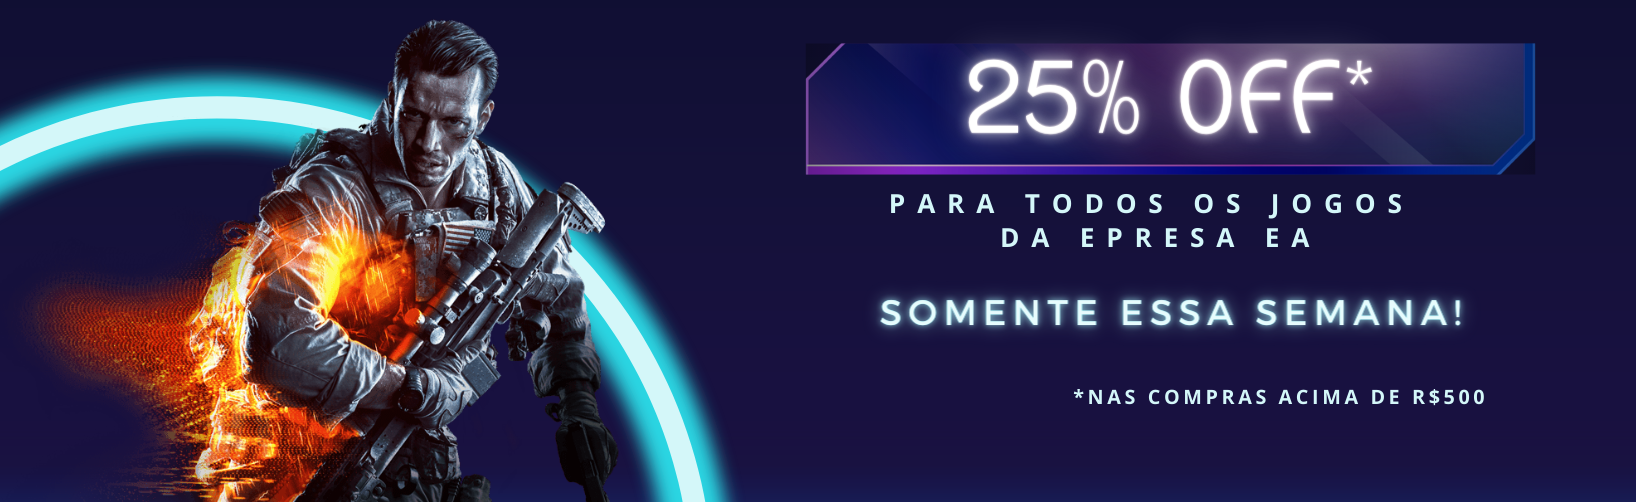 25% OFF*
PARA TODOS OS JOGOS
DA EPRESA EA
SOMENTE ESSA SEMANA!
*NAS COMPRAS ACIMA DE R$500